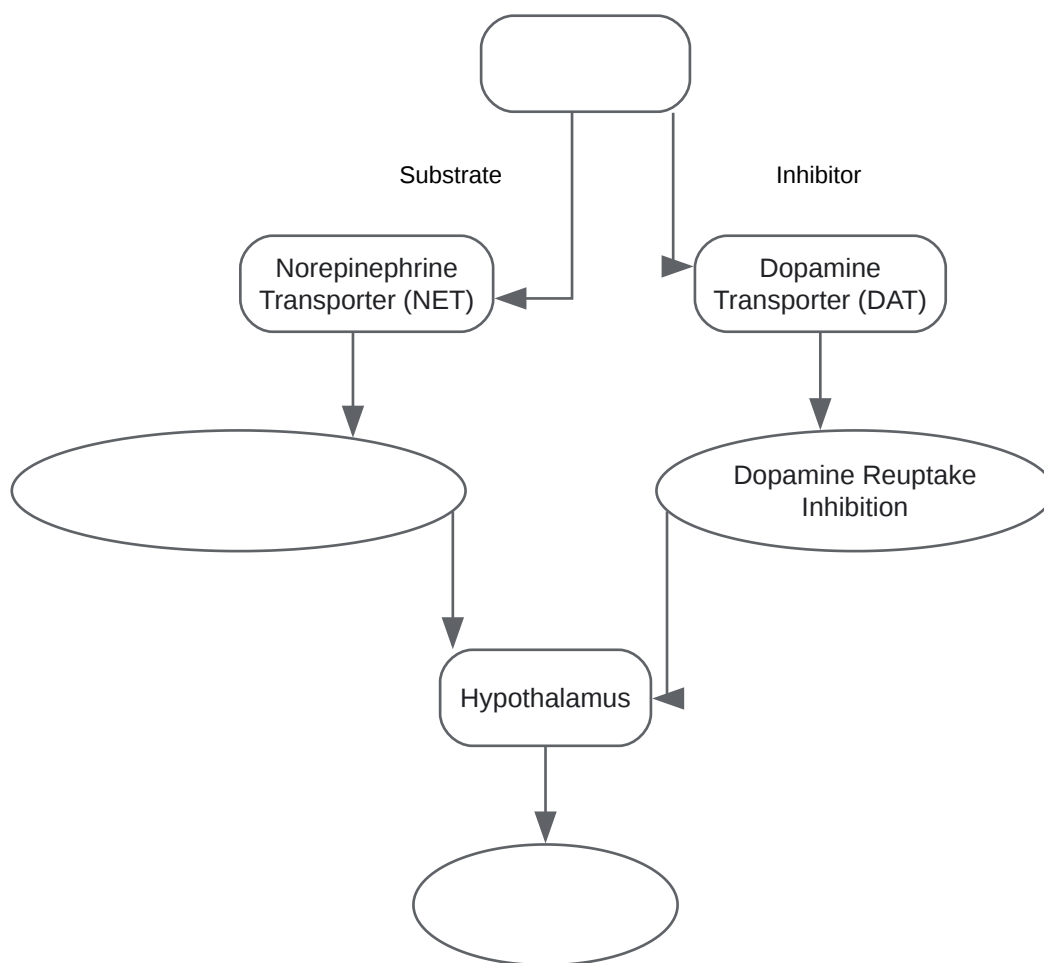 Substrate
Inhibitor
Norepinephrine
Transporter (NET)
Dopamine
Transporter (DAT)
Dopamine Reuptake
Inhibition
Hypothalamus